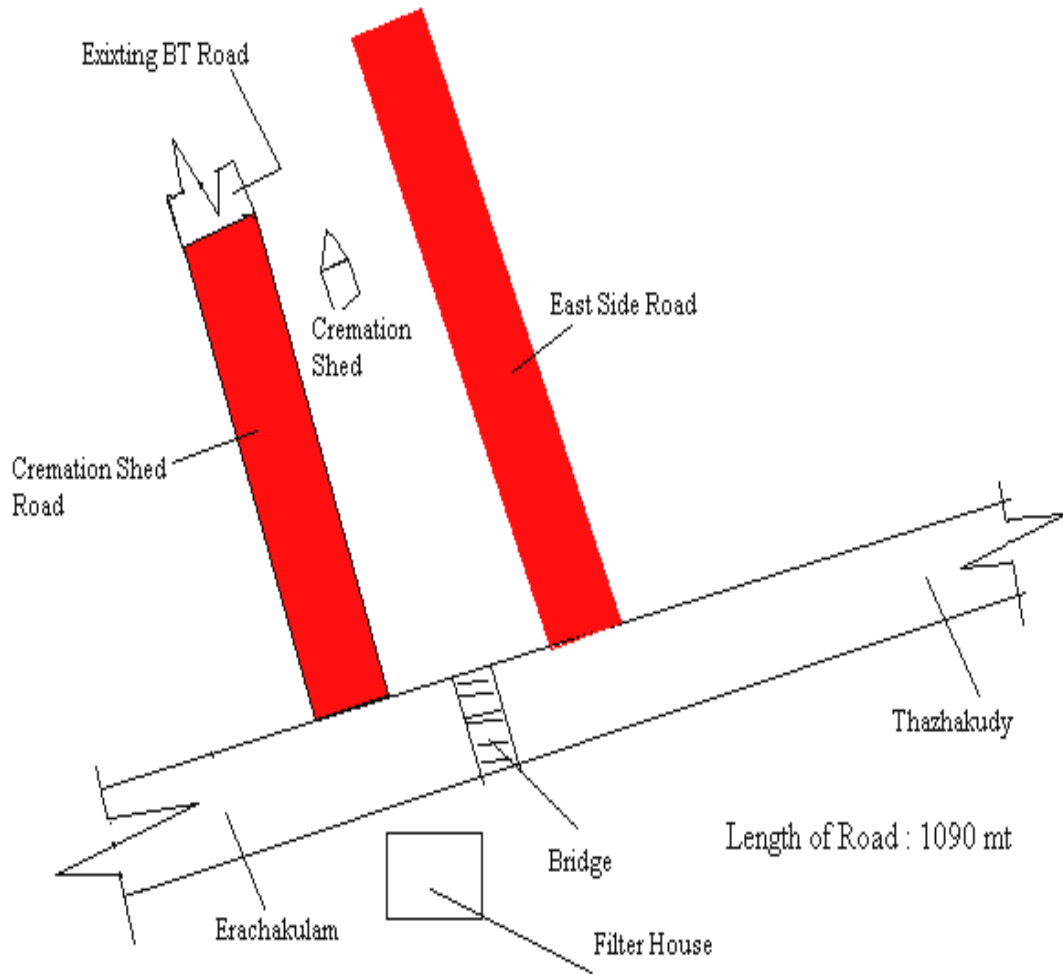 Exixting BT Road
Cremation
Shed
East Side Road
Cremation Shed
Road
Thazhakudy
Length of Road : 1090 mt
Bridge
Erachakulam
Filter House